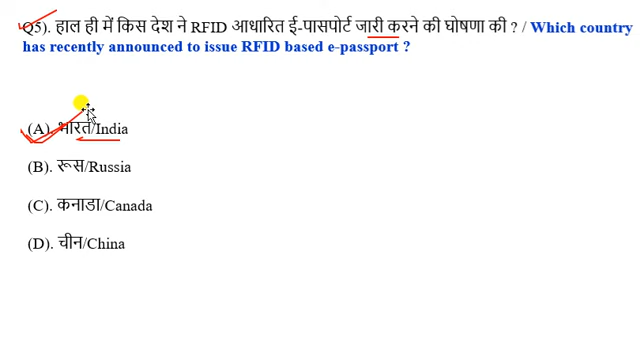 Q5). हाल ही में किस देश ने RFID आधारित ई-पासपोर्ट जारी करने की घोषणा की ? / Which country
has recently announced to issue RFID based e-passport ?
(A). भारत/India
(B). रूस/Russia
(C). कनाडा/Canada
(D). चीन/China